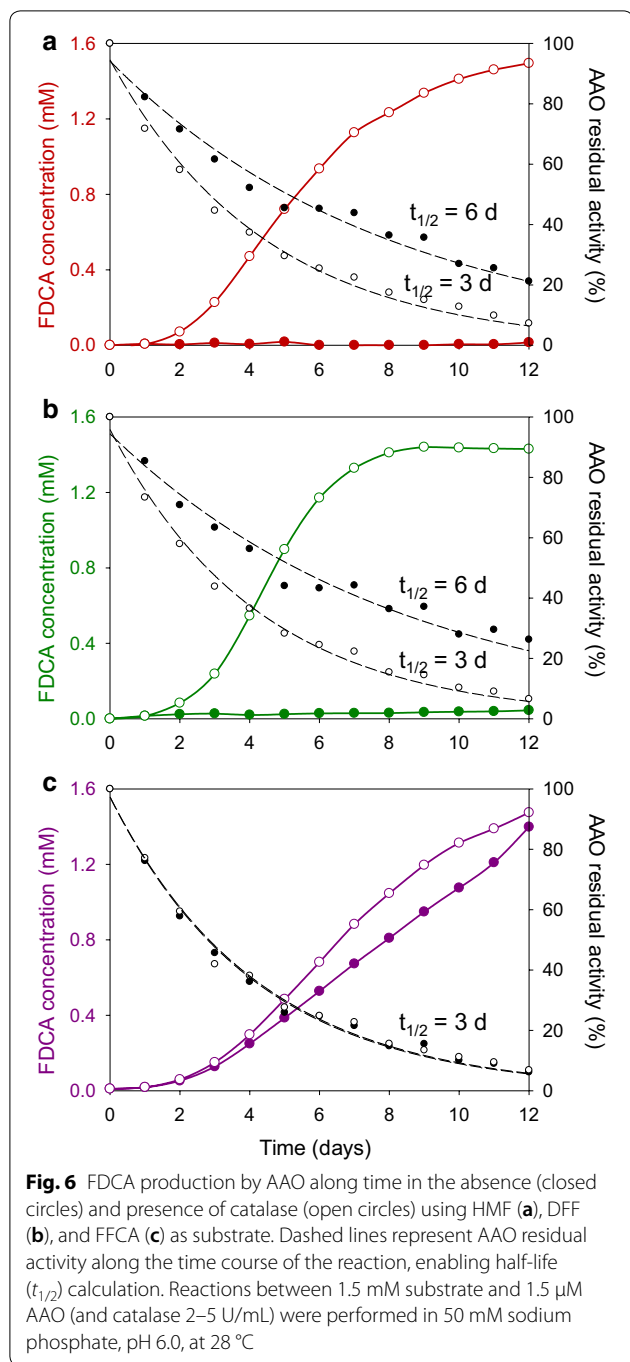 a
FDCA concentration (mM)
1.6
1.2
0.8
0.4
0.0
100
80
60
40
20
0
AAO residual activity (%)
t1/2 = 6 d
t1/2 = 3 d
0 2 4 6 8 10 12
b
FDCA concentration (mM)
1.6
1.2
0.8
0.4
0.0
100
80
60
40
20
0
AAO residual activity (%)
t1/2 = 6 d
t1/2 = 3 d
0 2 4 6 8 10 12
c
FDCA concentration (mM)
1.6
1.2
0.8
0.4
0.0
100
80
60
40
20
0
AAO residual activity (%)
t1/2 = 3 d
0 2 4 6 8 10 12
Time (days)
Fig. 6 FDCA production by AAO along time in the absence (closed
circles) and presence of catalase (open circles) using HMF (a), DFF
(b), and FFCA (c) as substrate. Dashed lines represent AAO residual
activity along the time course of the reaction, enabling half-life
(t1/2) calculation. Reactions between 1.5 mM substrate and 1.5 µM
AAO (and catalase 2–5 U/mL) were performed in 50 mM sodium
phosphate, pH 6.0, at 28 °C